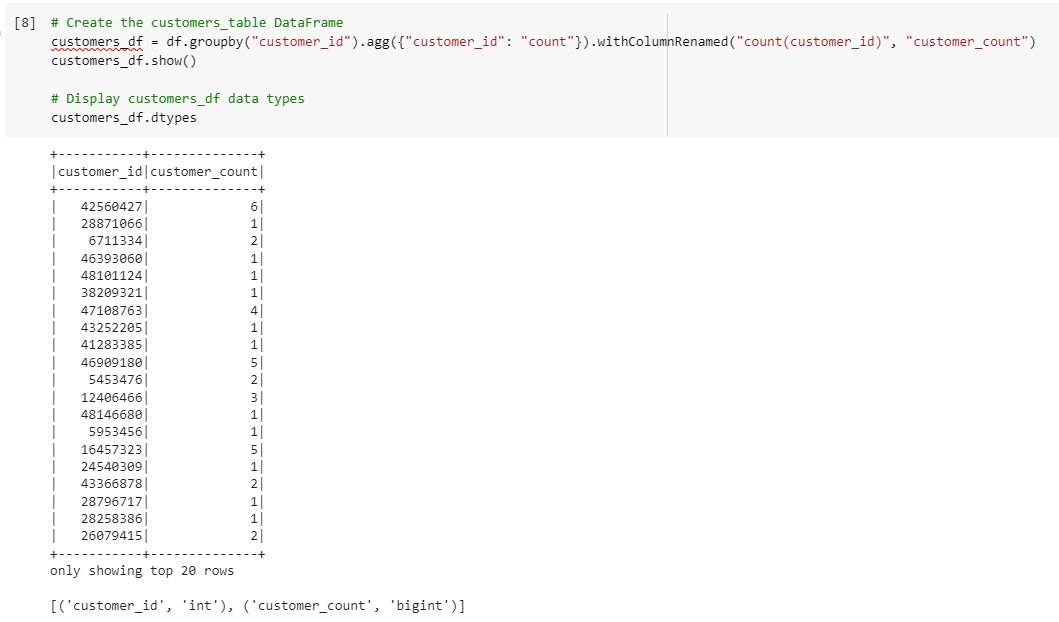 [8] # Create the customers_table DataFrame
customers_df = df.groupby("customer_id").agg({"customer_id": "count"}).withColumnRenamed("count(customer_id)", "customer_count")
customers_df.show()
# Display customers_df data types
customers_df.dtypes
+-----------+--------------+
|customer_id|customer_count|
+-----------+--------------+
|   42560427|             6|
|   28871066|             1|
|    6711334|             2|
|   46393060|             1|
|   48101124|             1|
|   38209321|             1|
|   47108763|             4|
|   43252205|             1|
|   41283385|             1|
|   46909180|             5|
|    5453476|             2|
|   12406466|             3|
|   48146680|             1|
|    5953456|             1|
|   16457323|             5|
|   24540309|             1|
|   43366878|             2|
|   28796717|             1|
|   28258386|             1|
|   26079415|             2|
+-----------+--------------+
only showing top 20 rows
[('customer_id', 'int'), ('customer_count', 'bigint')]